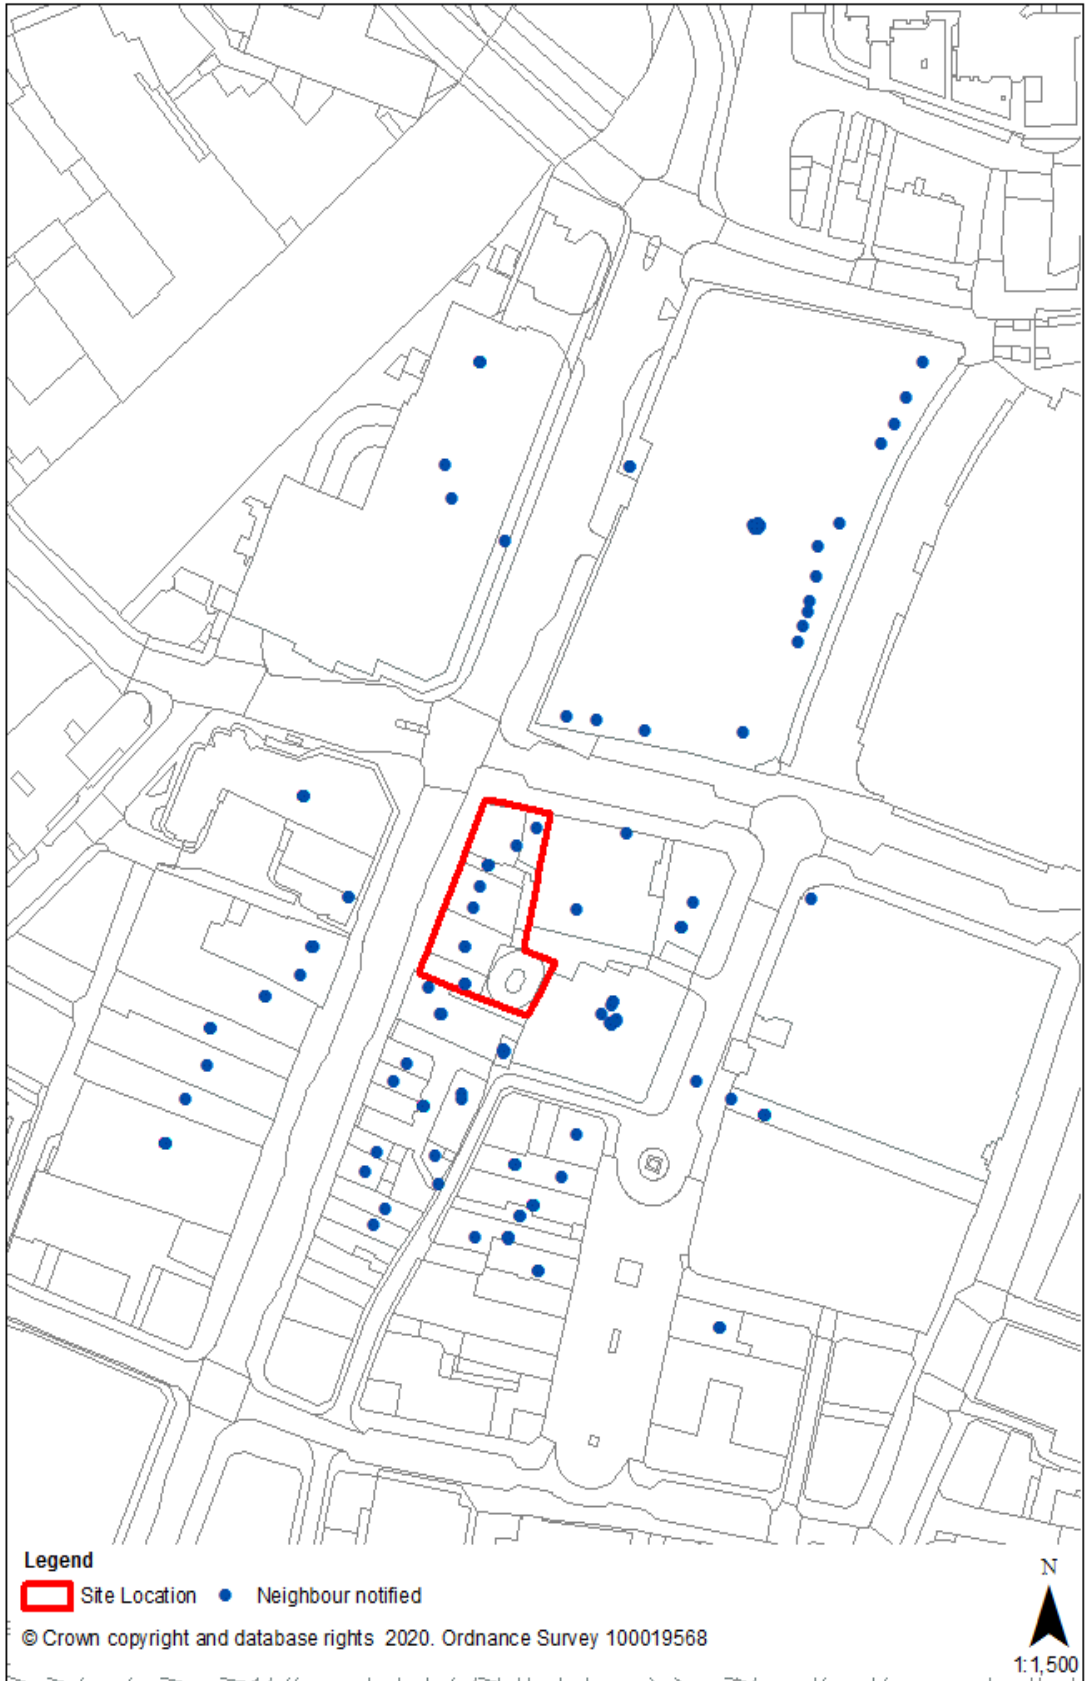 Legend
Site Location Neighbour notified
© Crown copyright and database rights 2020. Ordnance Survey 100019568
N
1:1,500